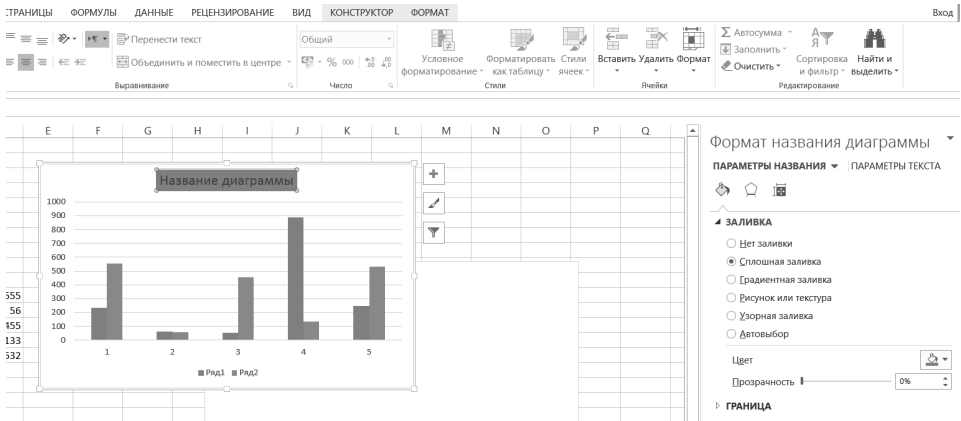 СТРАНИЦЫ ФОРМУЛЫ ДАННЫЕ РЕЦЕНЗИРОВАНИЕ ВИД КОНСТРУКТОР ФОРМАТ Вход
Перенести текст Общий Автосумма
Объединить и поместить в центре % 000 Условное форматирование Форматировать как таблицу Стили ячеек Вставить Удалить Формат Заполнить
Очистить Сортировка и фильтр Найти и выделить
Выравнивание Число Стили Ячейки Редактирование
E F G H I J K L M N O P Q
Название диаграммы
1000
900
800
700
600
500
400
300
200
100
0
1 2 3 4 5
Ряд1 Ряд2
555
56
455
133
532
Формат названия диаграммы
ПАРАМЕТРЫ НАЗВАНИЯ ПАРАМЕТРЫ ТЕКСТА
ЗАЛИВКА
Нет заливки
Сплошная заливка
Градиентная заливка
Рисунок или текстура
Узорная заливка
Автовыбор
Цвет
Прозрачность 0%
ГРАНИЦА